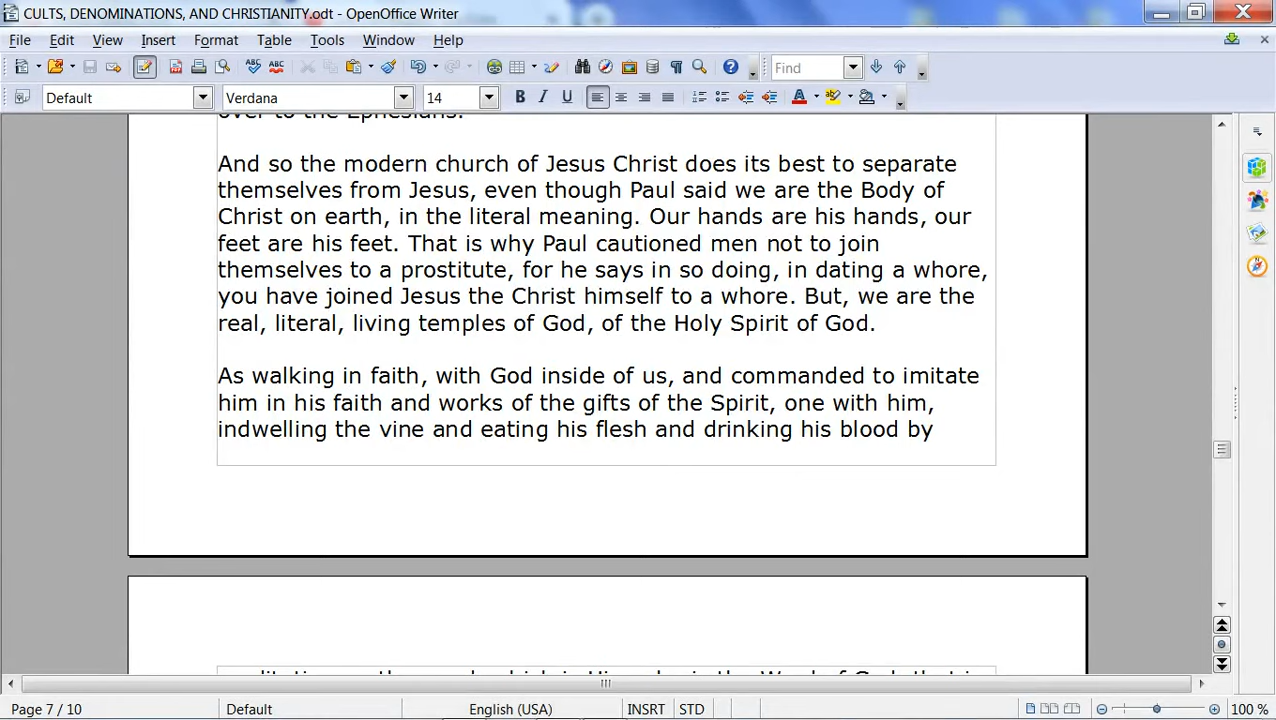 CULTS, DENOMINATIONS, AND CHRISTIANITY.odt - OpenOffice Writer
File Edit View Insert Format Table Tools Window Help
Find
Default Verdana 14
over to the Ephesians.
And so the modern church of Jesus Christ does its best to separate
themselves from Jesus, even though Paul said we are the Body of
Christ on earth, in the literal meaning. Our hands are his hands, our
feet are his feet. That is why Paul cautioned men not to join
themselves to a prostitute, for he says in so doing, in dating a whore,
you have joined Jesus the Christ himself to a whore. But, we are the
real, literal, living temples of God, of the Holy Spirit of God.
As walking in faith, with God inside of us, and commanded to imitate
him in his faith and works of the gifts of the Spirit, one with him,
indwelling the vine and eating his flesh and drinking his blood by
Page 7 / 10 Default English (USA) INSRT STD 100 %